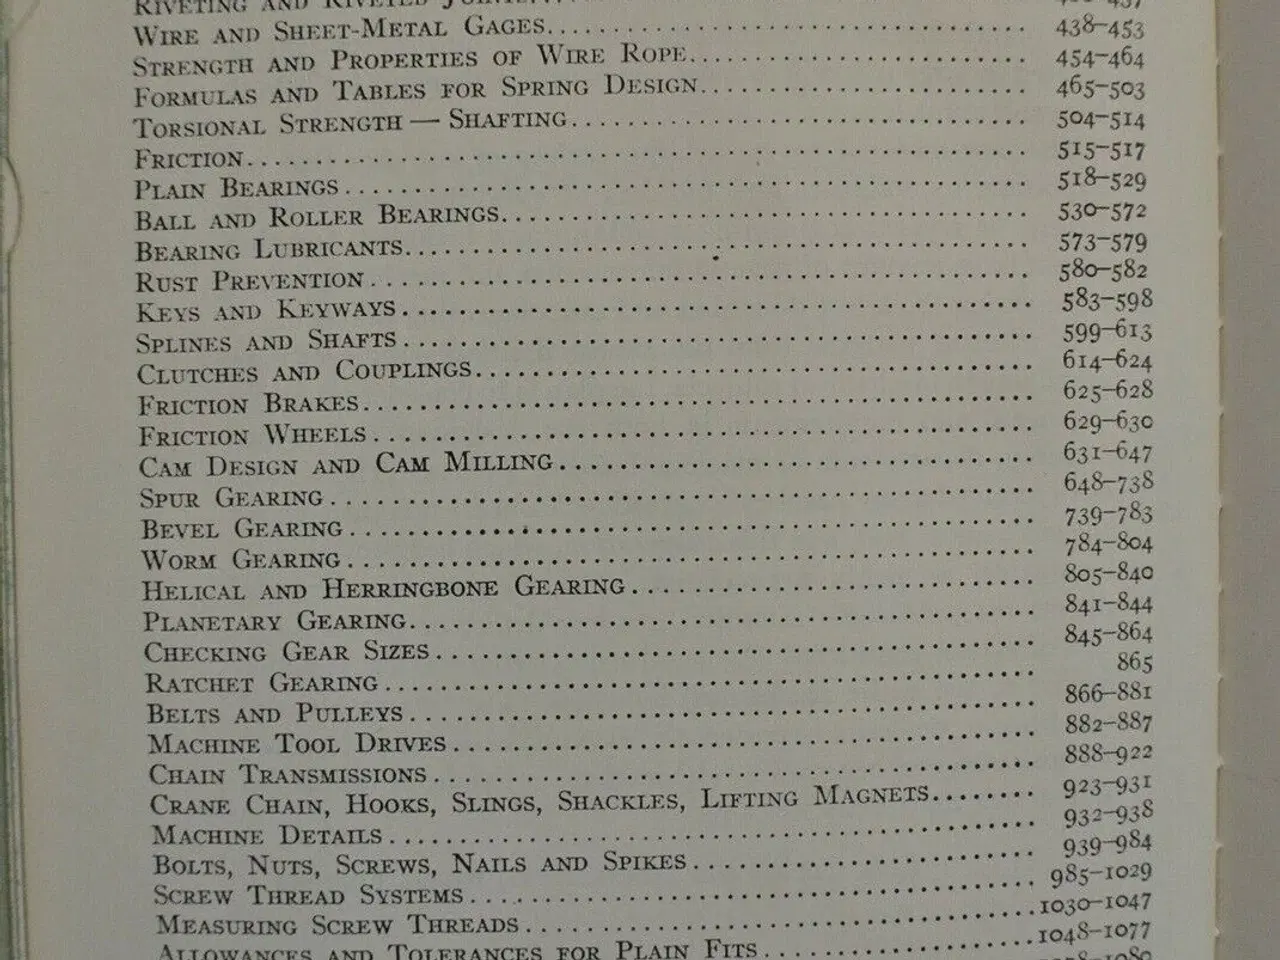 RIVETING AND RIVETED JOINTS
WIRE AND SHEET-METAL GAGES........ 438–453
STRENGTH AND PROPERTIES OF WIRE ROPE........ 454–464
FORMULAS AND TABLES FOR SPRING DESIGN........ 465–503
TORSIONAL STRENGTH — SHAFTING........ 504–514
FRICTION........ 515–517
PLAIN BEARINGS........ 518–529
BALL AND ROLLER BEARINGS........ 530–572
BEARING LUBRICANTS........ 573–579
RUST PREVENTION........ 580–582
KEYS AND KEYWAYS........ 583–598
SPLINES AND SHAFTS........ 599–613
CLUTCHES AND COUPLINGS........ 614–624
FRICTION BRAKES........ 625–628
FRICTION WHEELS........ 629–630
CAM DESIGN AND CAM MILLING........ 631–647
SPUR GEARING........ 648–738
BEVEL GEARING........ 739–783
WORM GEARING........ 784–804
HELICAL AND HERRINGBONE GEARING........ 805–840
PLANETARY GEARING........ 841–844
CHECKING GEAR SIZES........ 845–864
RATCHET GEARING........ 865
BELTS AND PULLEYS........ 866–881
MACHINE TOOL DRIVES........ 882–887
CHAIN TRANSMISSIONS........ 888–922
CRANE CHAIN, HOOKS, SLINGS, SHACKLES, LIFTING MAGNETS........ 923–931
MACHINE DETAILS........ 932–938
BOLTS, NUTS, SCREWS, NAILS AND SPIKES........ 939–984
SCREW THREAD SYSTEMS........ 985–1029
MEASURING SCREW THREADS........ 1030–1047
ALLOWANCES AND TOLERANCES FOR PLAIN FITS........ 1048–1077